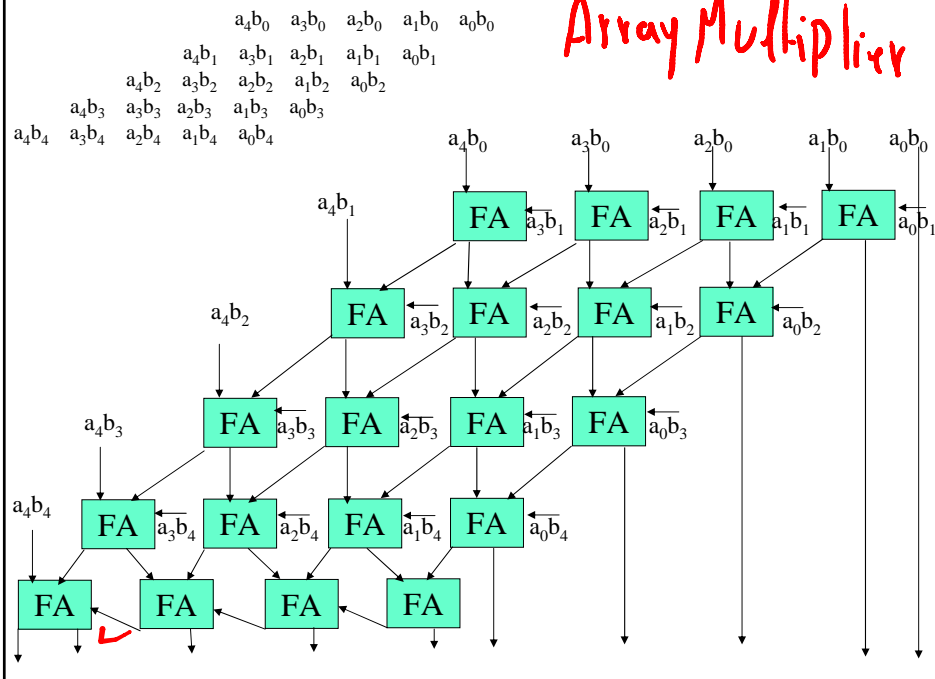 a₄b₀ a₃b₀ a₂b₀ a₁b₀ a₀b₀
Array Multiplier
a₄b₁ a₃b₁ a₂b₁ a₁b₁ a₀b₁
a₄b₂ a₃b₂ a₂b₂ a₁b₂ a₀b₂
a₄b₃ a₃b₃ a₂b₃ a₁b₃ a₀b₃
a₄b₄ a₃b₄ a₂b₄ a₁b₄ a₀b₄
a₄b₀ a₃b₀ a₂b₀ a₁b₀ a₀b₀
a₄b₁ FA a₃b₁ FA a₂b₁ FA a₁b₁ FA a₀b₁
a₄b₂ FA a₃b₂ FA a₂b₂ FA a₁b₂ FA a₀b₂
a₄b₃ FA a₃b₃ FA a₂b₃ FA a₁b₃ FA a₀b₃
a₄b₄ FA a₃b₄ FA a₂b₄ FA a₁b₄ FA a₀b₄
FA FA FA FA